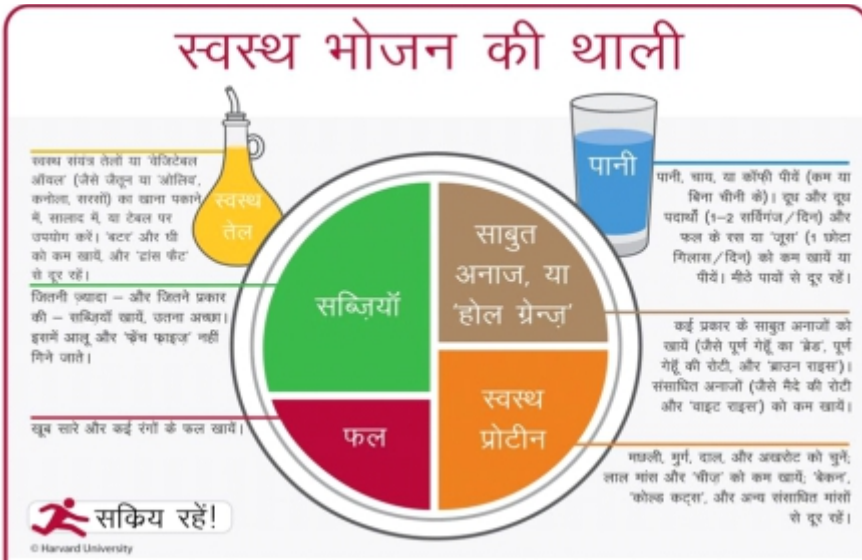 स्वस्थ भोजन की थाली
स्वस्थ संयंत्र तेलों या 'वेजिटेबल
ऑयल' (जैसे जैतून या 'ओलिव',
कनोला, सरसों) का खाना पकाने
में, सालाद में, या टेबल पर
उपयोग करें। 'बटर' और घी
को कम खायें, और 'ट्रांस फैट'
से दूर रहें।
स्वस्थ
तेल
जितनी ज़्यादा – और जितने प्रकार
की – सब्ज़ियाँ खायें, उतना अच्छा।
इसमें आलू और 'फ्रेंच फ्राइज़' नहीं
गिने जाते।
खूब सारे और कई रंगों के फल खायें।
सब्ज़ियाँ
फल
साबुत
अनाज, या
'होल ग्रेन्ज़'
स्वस्थ
प्रोटीन
पानी
पानी, चाय, या कॉफ़ी पीयें (कम या
बिना चीनी के)। दूध और दूध
पदार्थों (1–2 सर्विंगज/दिन) और
फल के रस या 'जूस' (1 छोटा
गिलास/दिन) को कम खायें या
पीयें। मीठे पायों से दूर रहें।
कई प्रकार के साबुत अनाजों को
खायें (जैसे पूर्ण गेहूँ का 'ब्रेड', पूर्ण
गेहूँ की रोटी, और 'ब्राउन राइस')।
संसाधित अनाजों (जैसे मैदे की रोटी
और 'वाइट राइस') को कम खायें।
मछली, मुर्ग, दाल, और अखरोट को चुनें;
लाल मांस और 'चीज़' को कम खायें; 'बेकन',
'कोल्ड कट्स', और अन्य संसाधित मांसों
से दूर रहें।
सक्रिय रहें!
© Harvard University